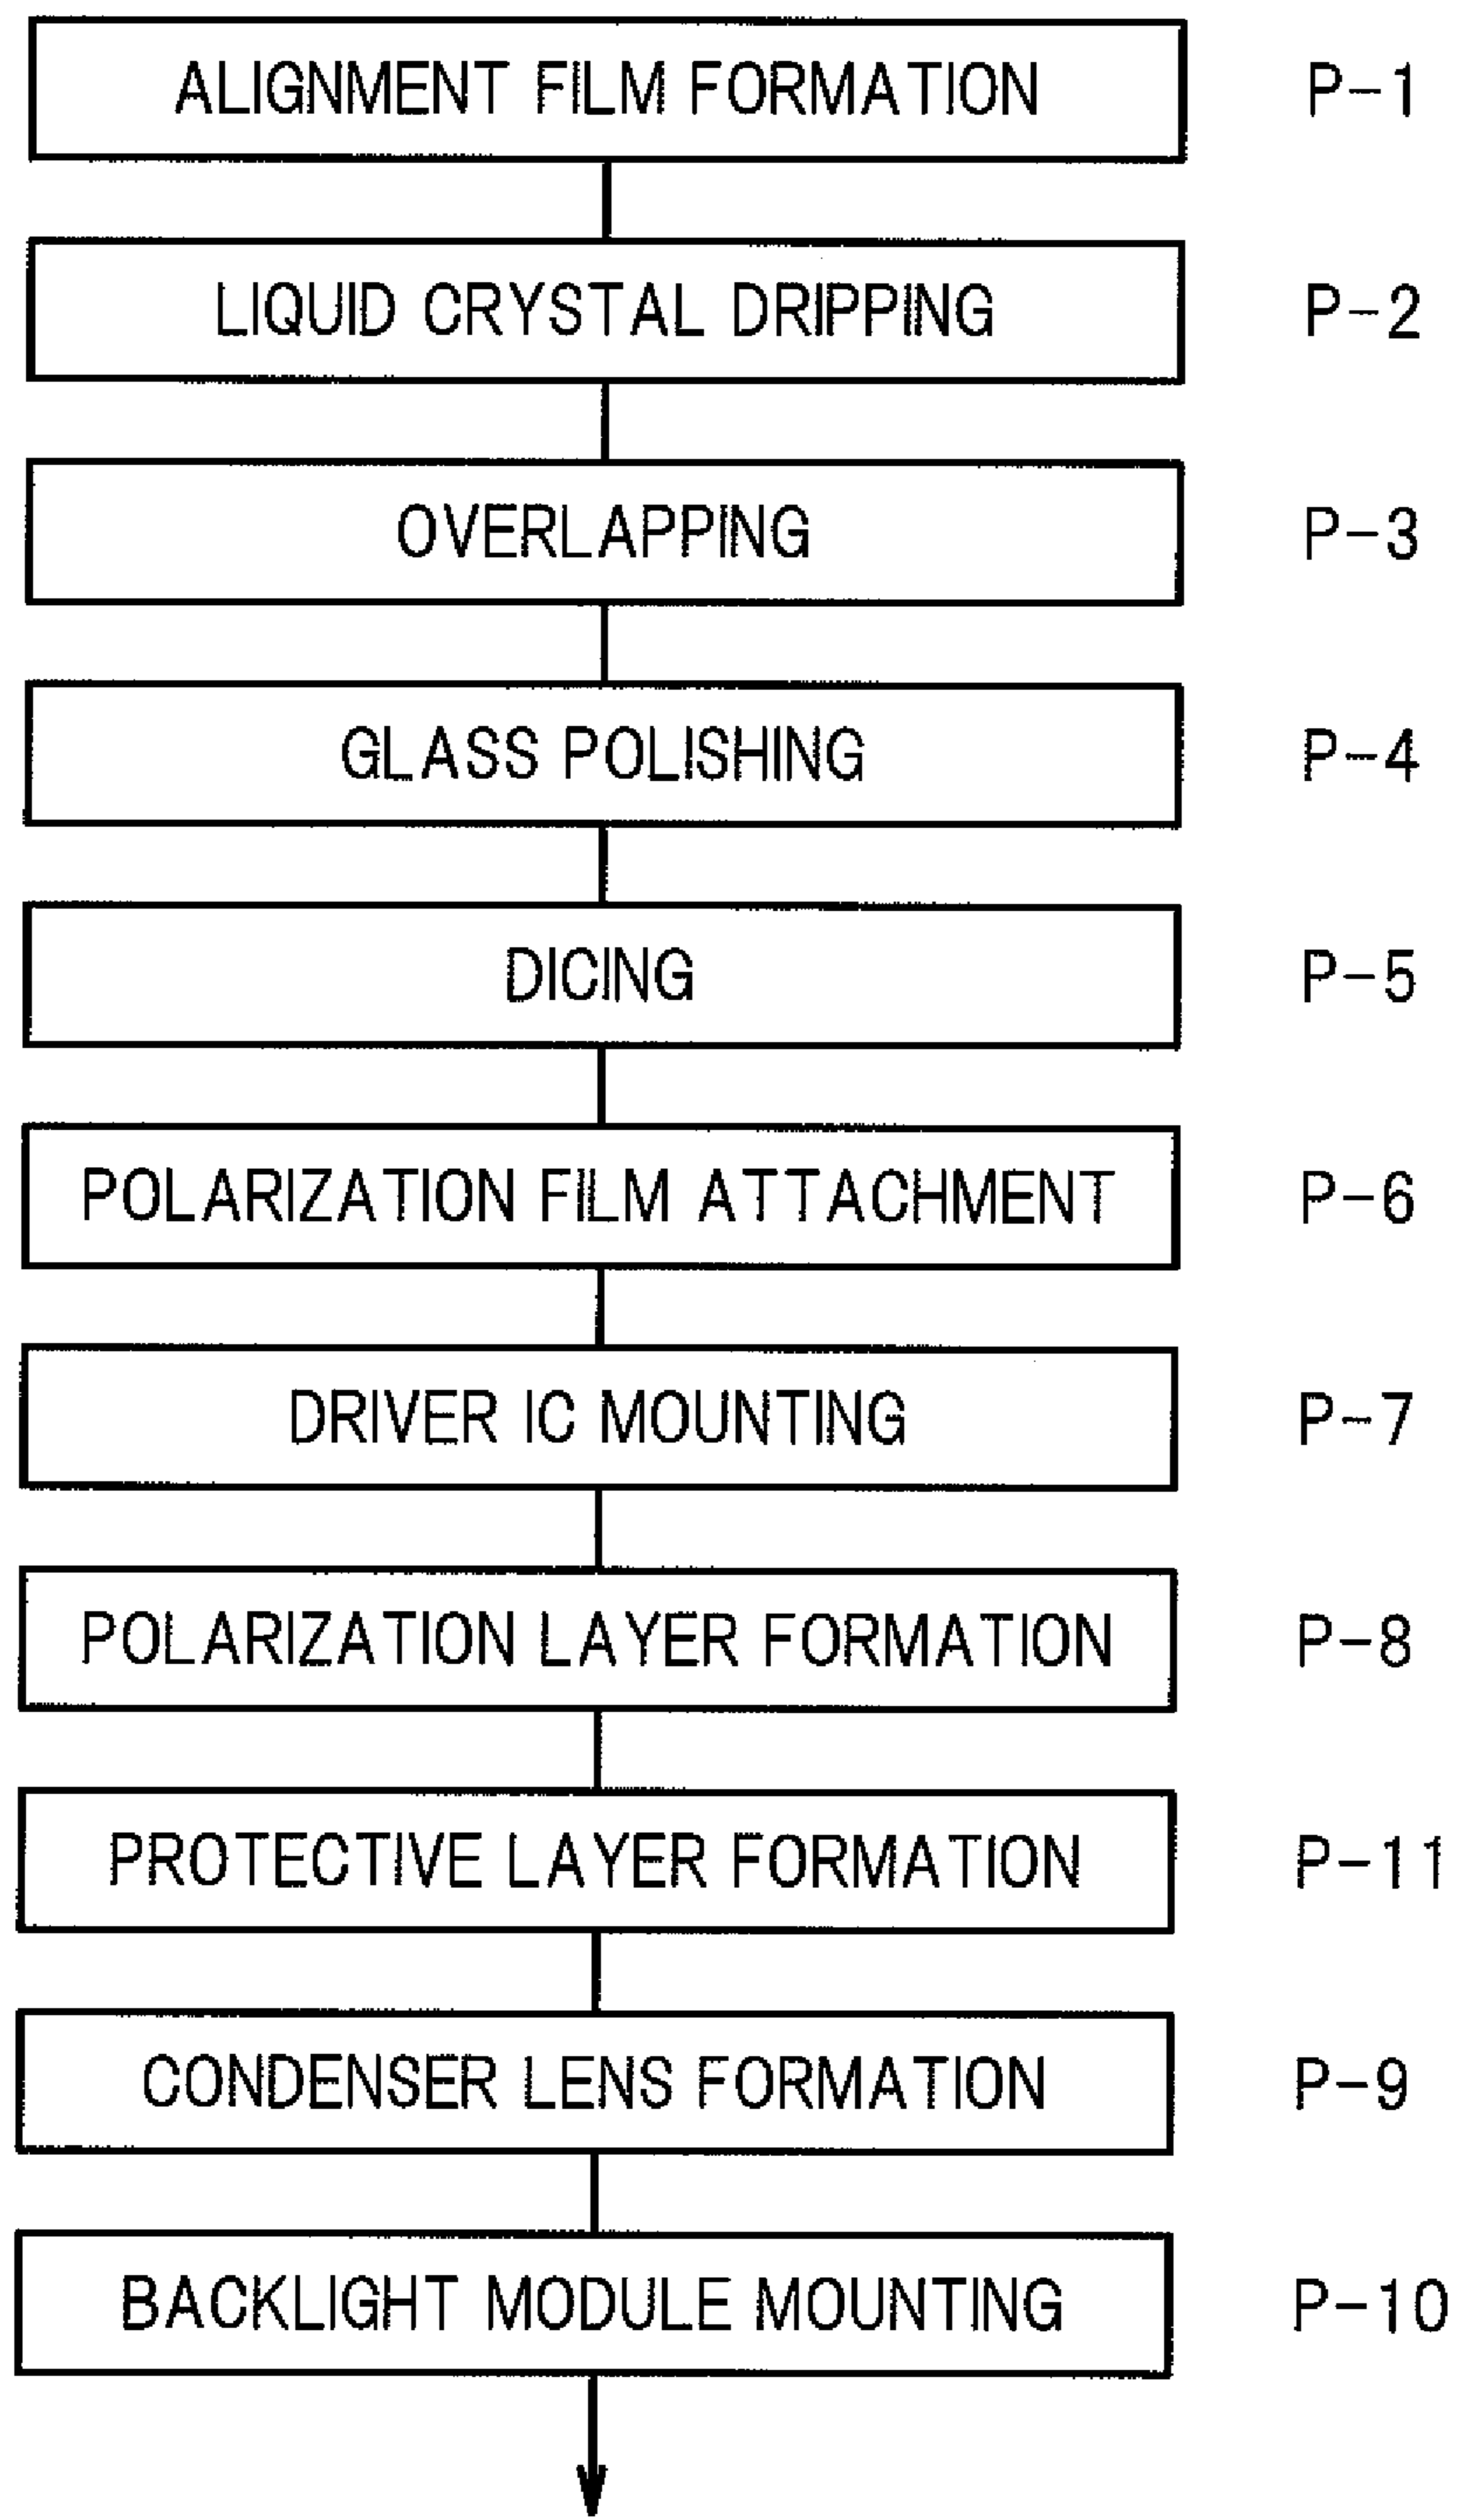 ALIGNMENT FILM FORMATION P-1
LIQUID CRYSTAL DRIPPING P-2
OVERLAPPING P-3
GLASS POLISHING P-4
DICING P-5
POLARIZATION FILM ATTACHMENT P-6
DRIVER IC MOUNTING P-7
POLARIZATION LAYER FORMATION P-8
PROTECTIVE LAYER FORMATION P-11
CONDENSER LENS FORMATION P-9
BACKLIGHT MODULE MOUNTING P-10